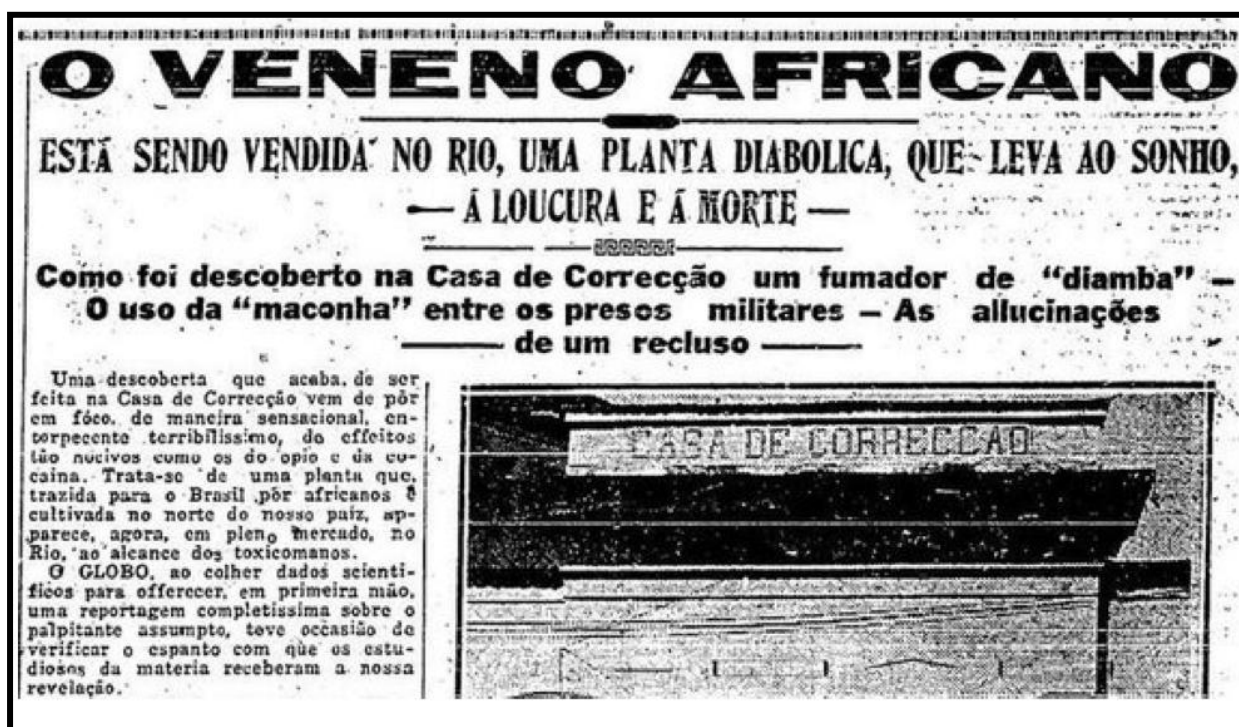 O VENENO AFRICANO
ESTÁ SENDO VENDIDA NO RIO, UMA PLANTA DIABOLICA, QUE LEVA AO SONHO,
Á LOUCURA E Á MORTE
Como foi descoberto na Casa de Correcção um fumador de "diamba" —
O uso da "maconha" entre os presos militares — As allucinações
de um recluso
Uma descoberta que acaba de ser
feita na Casa de Correcção vem de pôr
em fóco, de maneira sensacional, en-
torpecente terribilissimo, de effeitos
tão nocivos como os do opio e da co-
caina. Trata-se de uma planta que,
trazida para o Brasil por africanos e
cultivada no norte do nosso paiz, ap-
parece, agora, em pleno mercado, no
Rio, ao alcance dos toxicomanos.
O GLOBO, ao colher dados scienti-
ficos para offerecer, em primeira mão,
uma reportagem completissima sobre o
palpitante assumpto, teve occasião de
verificar o espanto com que os estu-
diosos da materia receberam a nossa
revelação.
CASA DE CORRECCAO